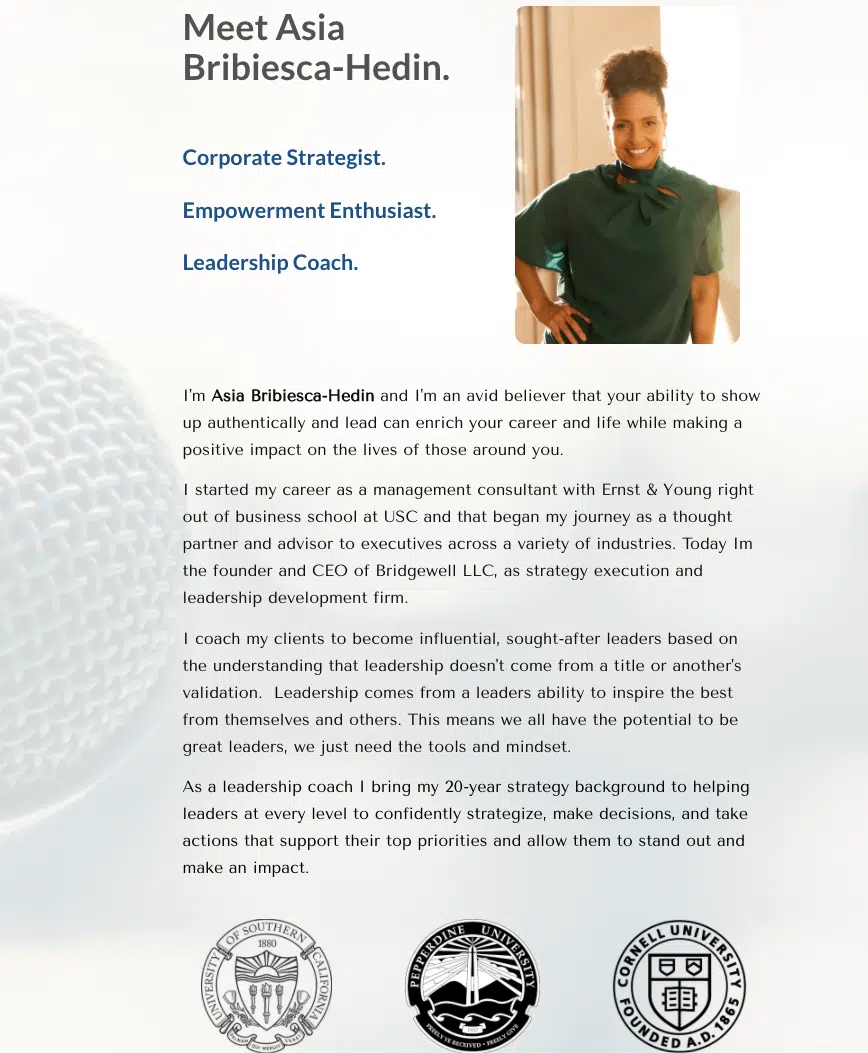 Meet Asia
Bribiesca-Hedin.
Corporate Strategist.
Empowerment Enthusiast.
Leadership Coach.
I'm Asia Bribiesca-Hedin and I'm an avid believer that your ability to show
up authentically and lead can enrich your career and life while making a
positive impact on the lives of those around you.
I started my career as a management consultant with Ernst & Young right
out of business school at USC and that began my journey as a thought
partner and advisor to executives across a variety of industries. Today Im
the founder and CEO of Bridgewell LLC, as strategy execution and
leadership development firm.
I coach my clients to become influential, sought-after leaders based on
the understanding that leadership doesn't come from a title or another's
validation.  Leadership comes from a leaders ability to inspire the best
from themselves and others. This means we all have the potential to be
great leaders, we just need the tools and mindset.
As a leadership coach I bring my 20-year strategy background to helping
leaders at every level to confidently strategize, make decisions, and take
actions that support their top priorities and allow them to stand out and
make an impact.
UNIVERSITY OF SOUTHERN CALIFORNIA
1880
PEPPERDINE UNIVERSITY
1937
FREELY YE RECEIVED • FREELY GIVE
CORNELL UNIVERSITY
FOUNDED A.D. 1865